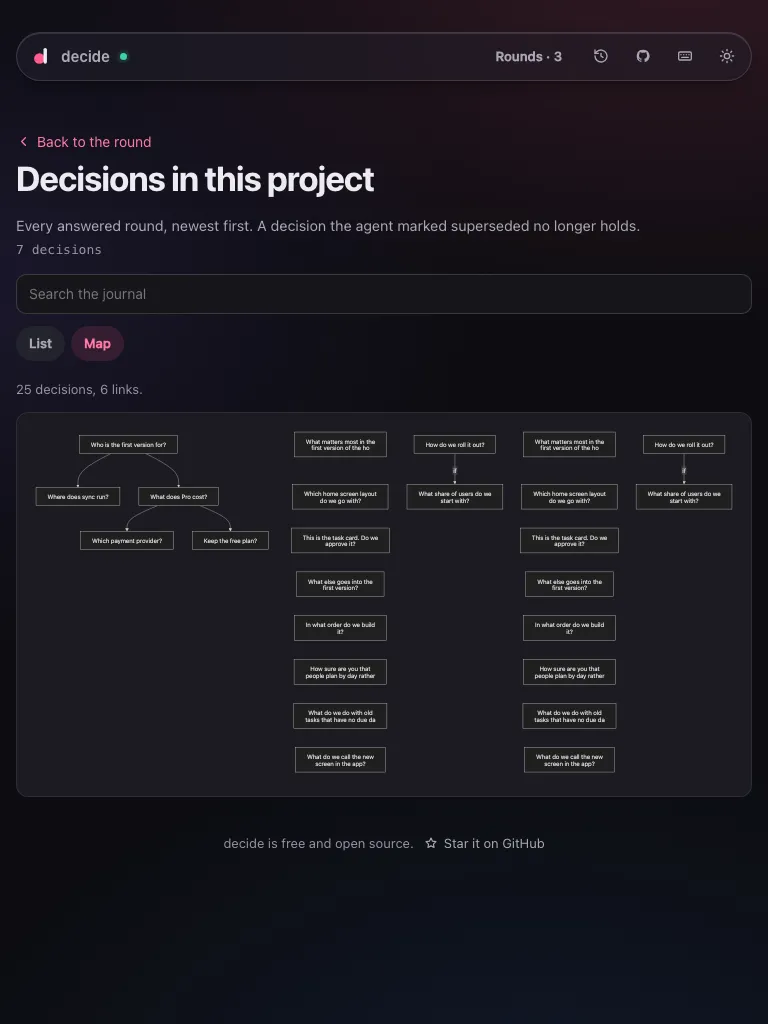 decide
Rounds · 3
Back to the round
Decisions in this project
Every answered round, newest first. A decision the agent marked superseded no longer holds.
7 decisions
Search the journal
List
Map
25 decisions, 6 links.
Who is the first version for?
Where does sync run?
What does Pro cost?
Which payment provider?
Keep the free plan?
What matters most in the
first version of the ho
Which home screen layout
do we go with?
This is the task card. Do we
approve it?
What else goes into the
first version?
In what order do we build
it?
How sure are you that
people plan by day rather
What do we do with old
tasks that have no due da
What do we call the new
screen in the app?
How do we roll it out?
if
What share of users do we
start with?
What matters most in the
first version of the ho
Which home screen layout
do we go with?
This is the task card. Do we
approve it?
What else goes into the
first version?
In what order do we build
it?
How sure are you that
people plan by day rather
What do we do with old
tasks that have no due da
What do we call the new
screen in the app?
How do we roll it out?
if
What share of users do we
start with?
decide is free and open source.
Star it on GitHub